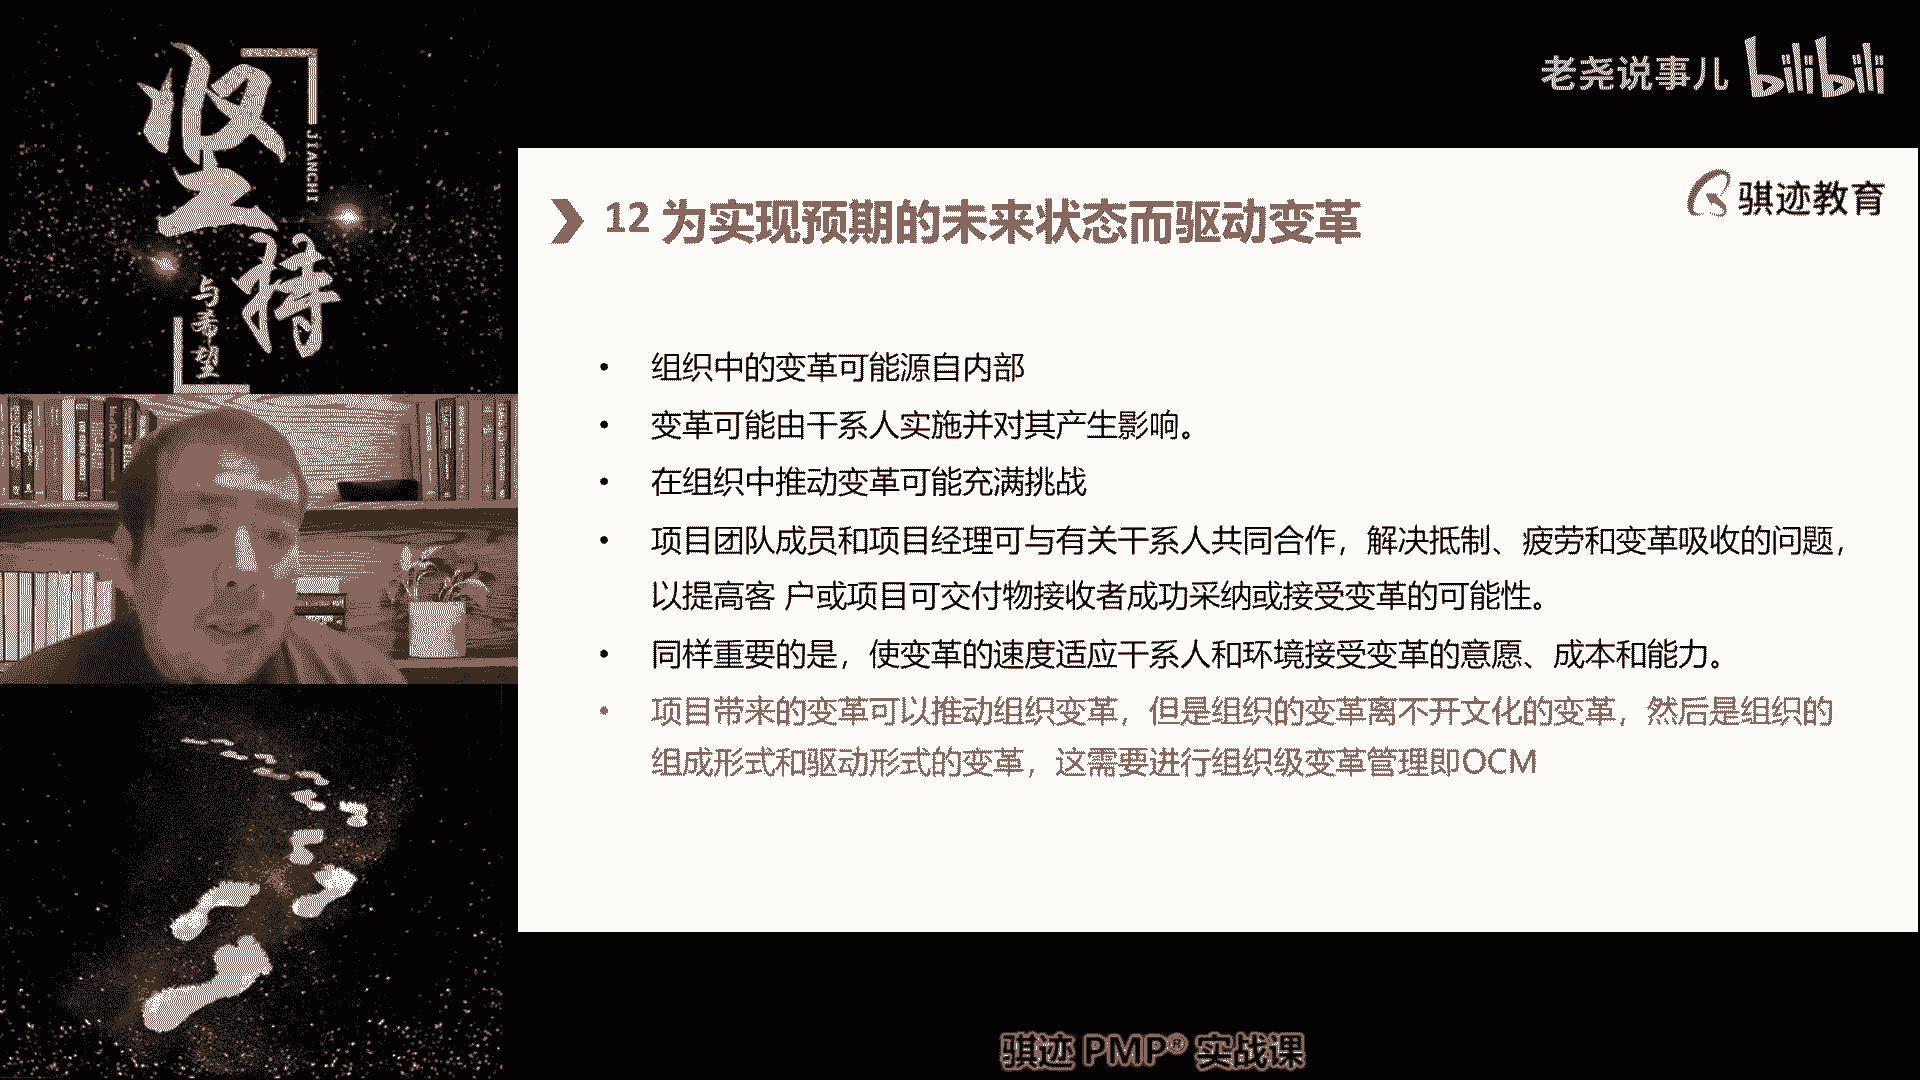 坚持
JIANCHI
与希望
老尧说事儿 bilibili
骐迹教育
12 为实现预期的未来状态而驱动变革
• 组织中的变革可能源自内部
• 变革可能由干系人实施并对其产生影响。
• 在组织中推动变革可能充满挑战
• 项目团队成员和项目经理可与有关干系人共同合作，解决抵制、疲劳和变革吸收的问题，
以提高客 户或项目可交付物接收者成功采纳或接受变革的可能性。
• 同样重要的是，使变革的速度适应干系人和环境接受变革的意愿、成本和能力。
• 项目带来的变革可以推动组织变革，但是组织的变革离不开文化的变革，然后是组织的
组成形式和驱动形式的变革，这需要进行组织级变革管理即OCM
骐迹 PMP® 实战课